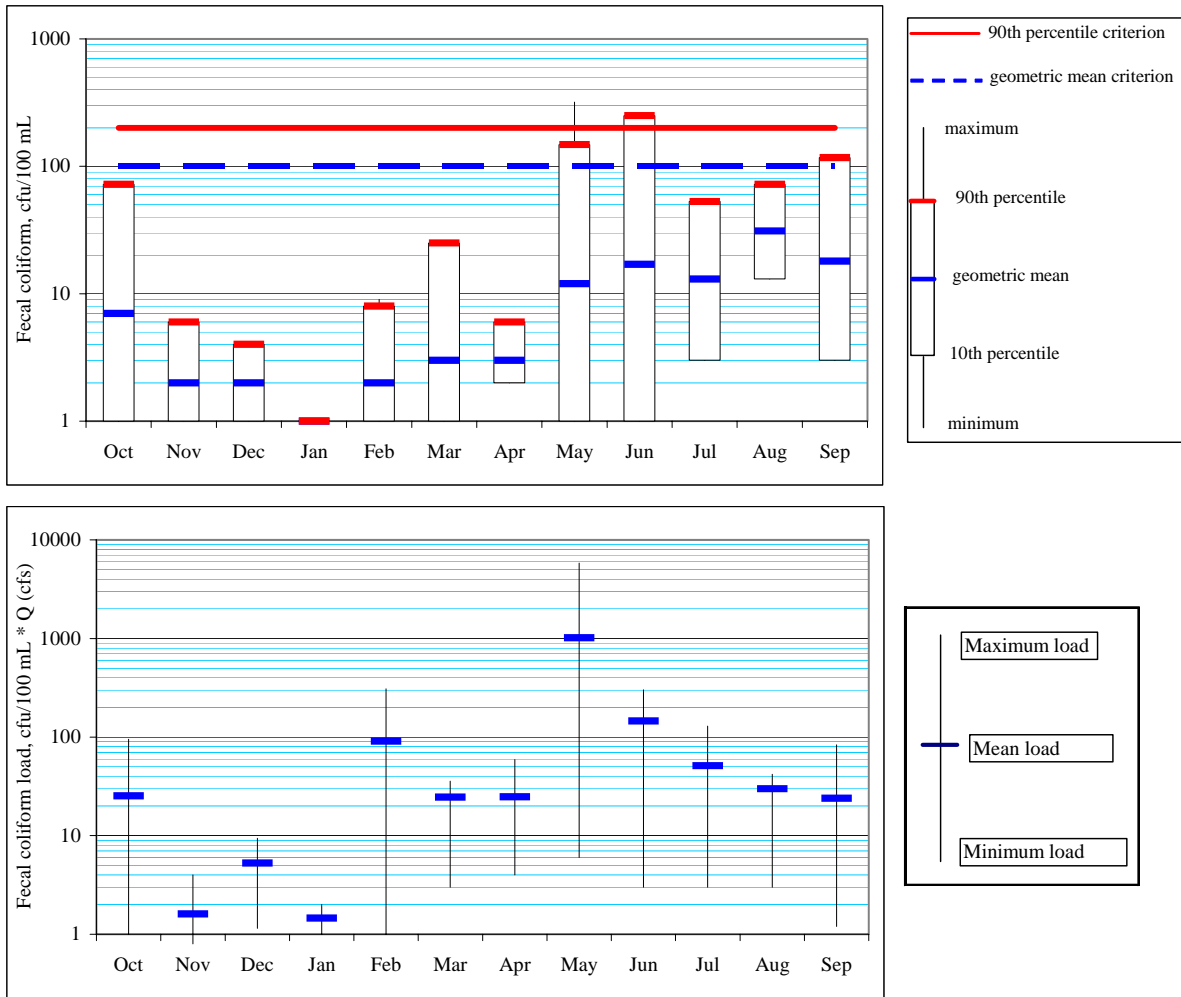 Fecal coliform, cfu/100 mL
1000
100
10
1
Oct Nov Dec Jan Feb Mar Apr May Jun Jul Aug Sep
90th percentile criterion
geometric mean criterion
maximum
90th percentile
geometric mean
10th percentile
minimum
Fecal coliform load, cfu/100 mL * Q (cfs)
10000
1000
100
10
1
Oct Nov Dec Jan Feb Mar Apr May Jun Jul Aug Sep
Maximum load
Mean load
Minimum load